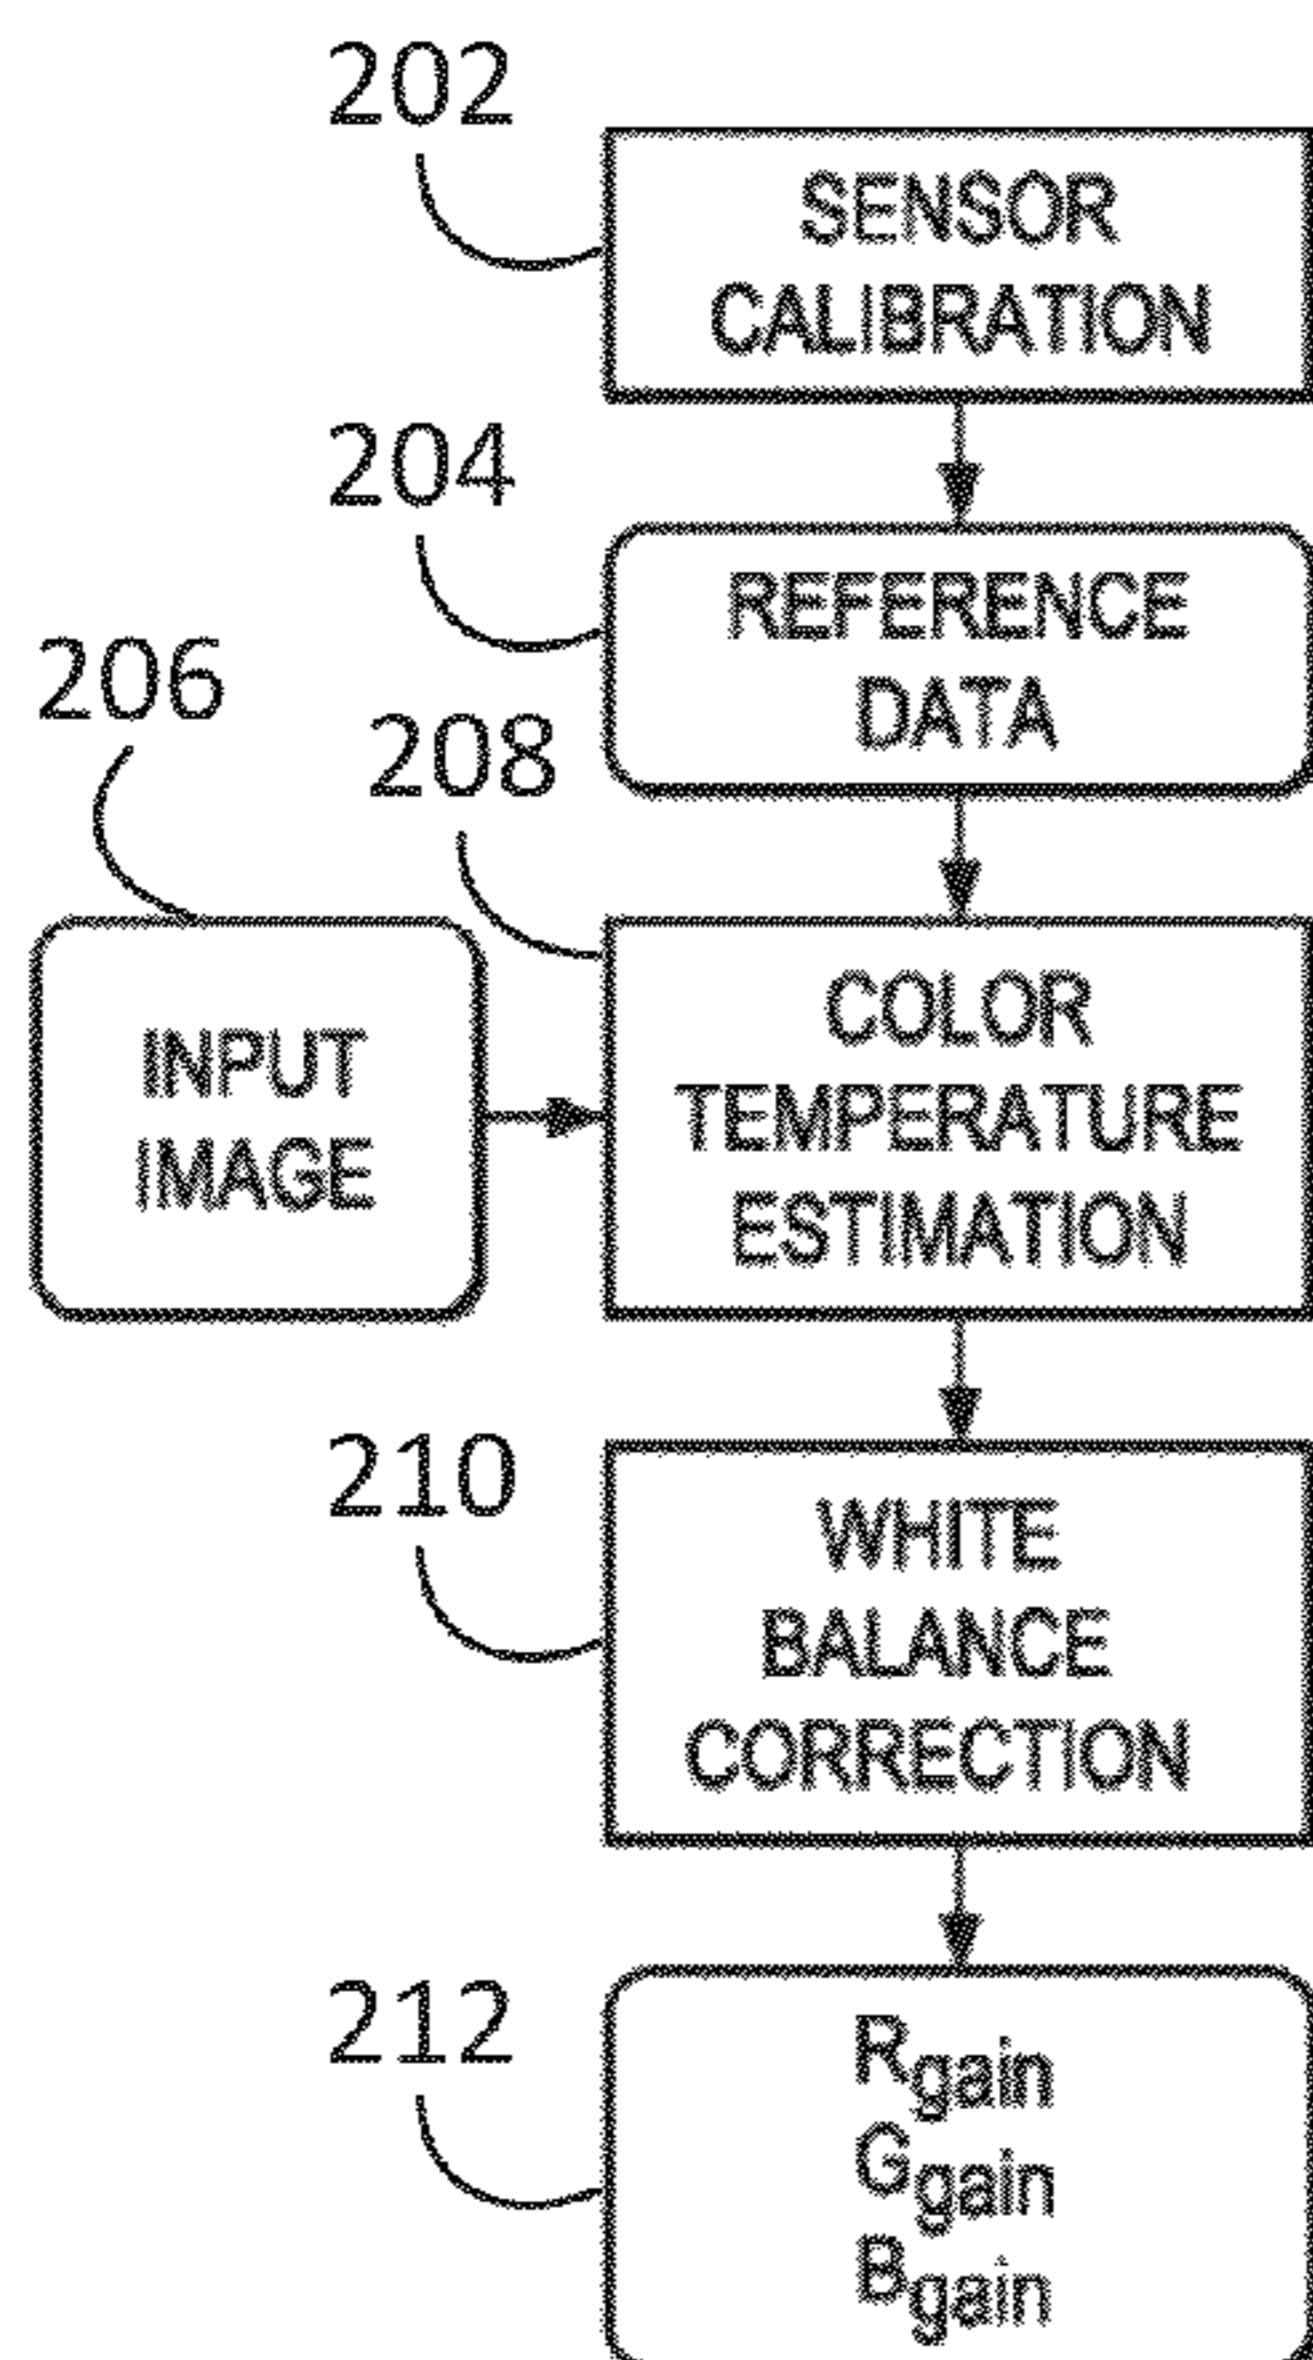 202
SENSOR
CALIBRATION
204
REFERENCE
DATA
206
208
INPUT
IMAGE
COLOR
TEMPERATURE
ESTIMATION
210
WHITE
BALANCE
CORRECTION
212
Rgain
Ggain
Bgain